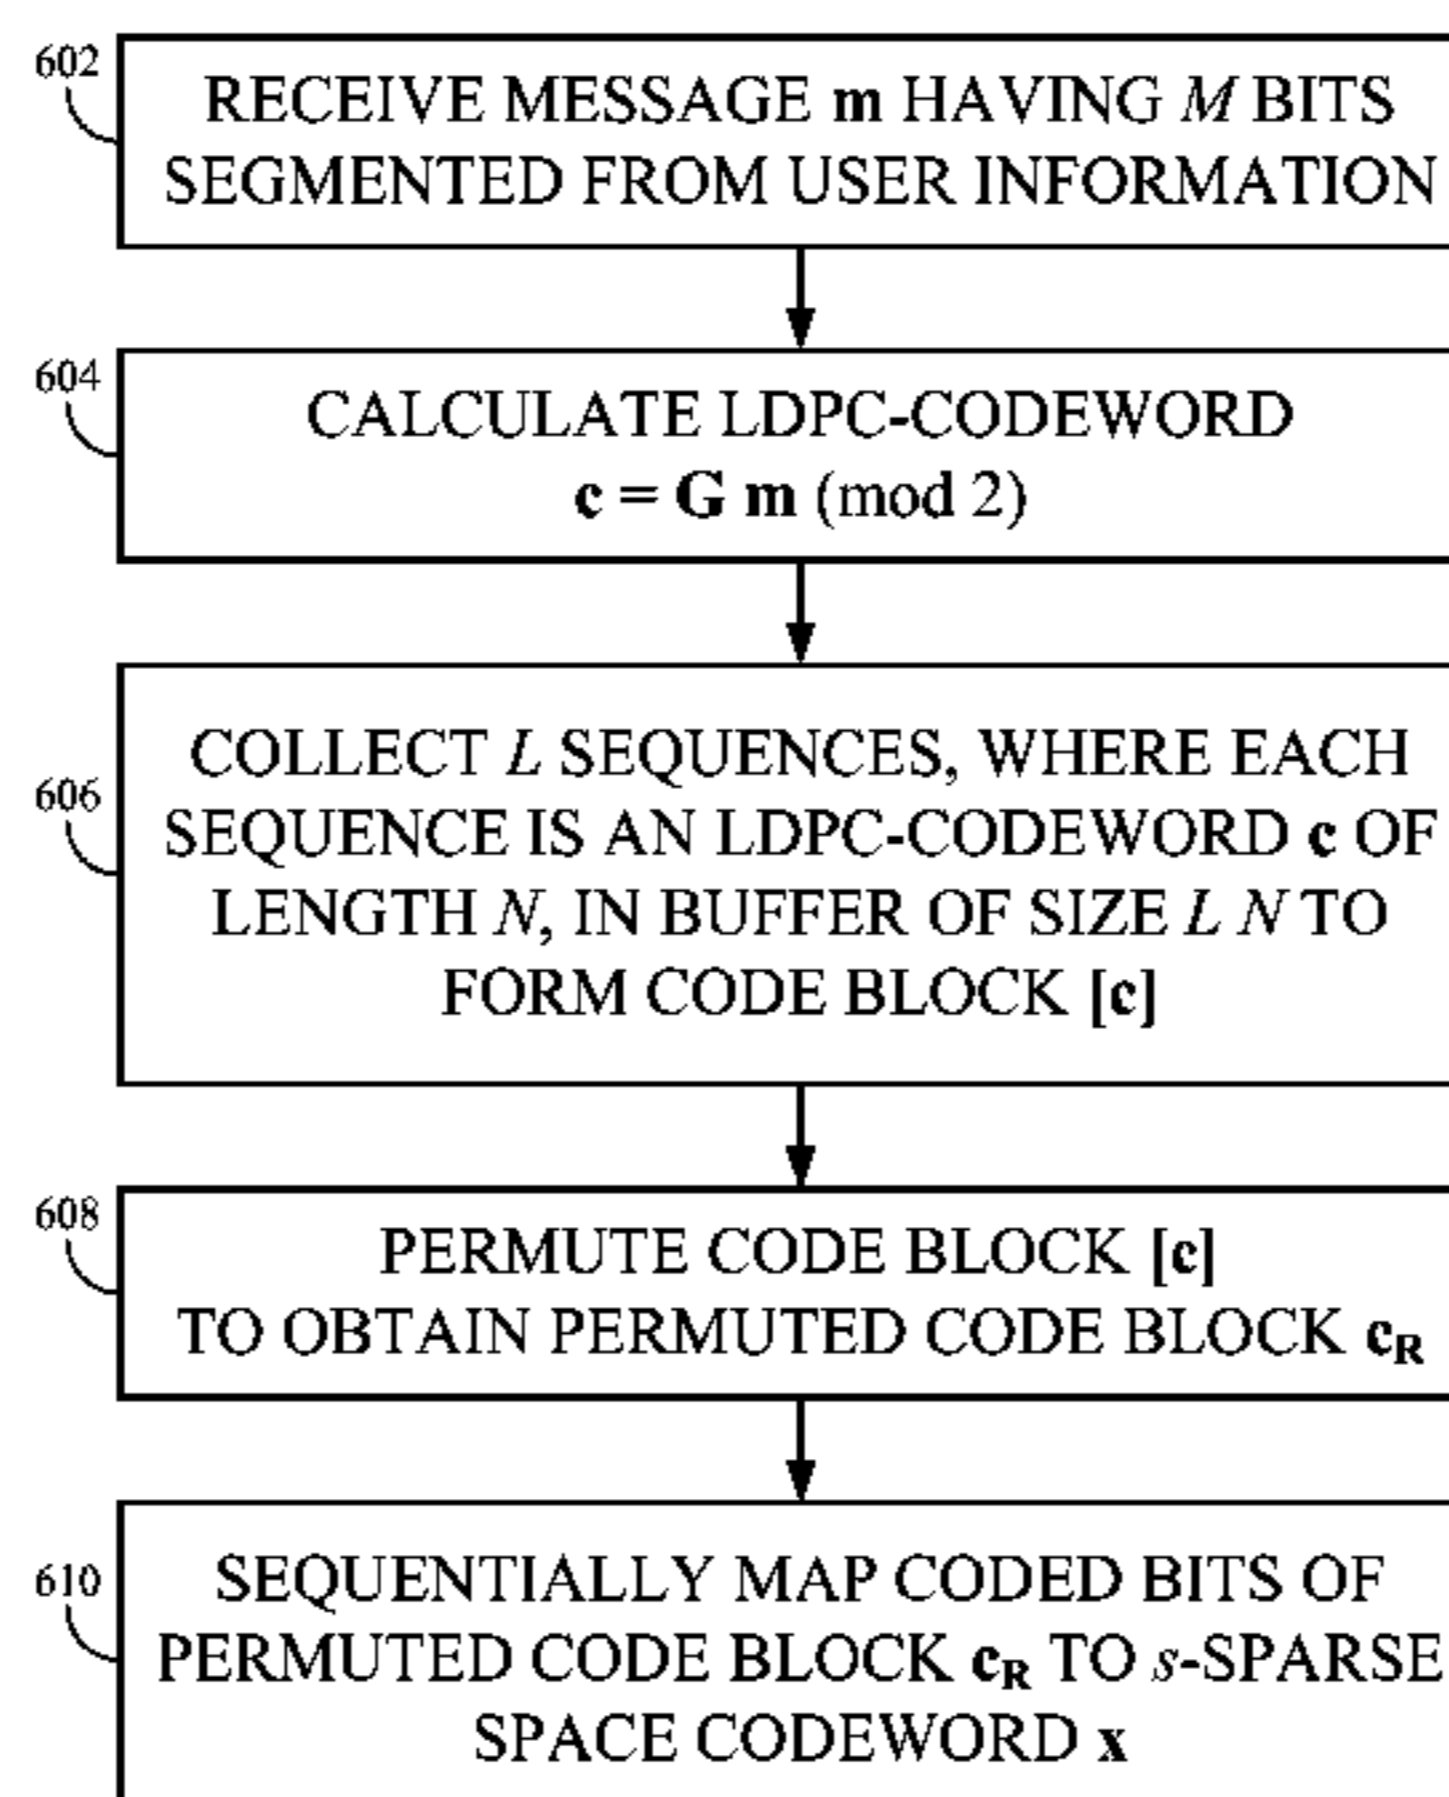 602
RECEIVE MESSAGE m HAVING M BITS
SEGMENTED FROM USER INFORMATION
604
CALCULATE LDPC-CODEWORD
c = G m (mod 2)
606
COLLECT L SEQUENCES, WHERE EACH
SEQUENCE IS AN LDPC-CODEWORD c OF
LENGTH N, IN BUFFER OF SIZE L N TO
FORM CODE BLOCK [c]
608
PERMUTE CODE BLOCK [c]
TO OBTAIN PERMUTED CODE BLOCK c_R
610
SEQUENTIALLY MAP CODED BITS OF
PERMUTED CODE BLOCK c_R TO s-SPARSE
SPACE CODEWORD x